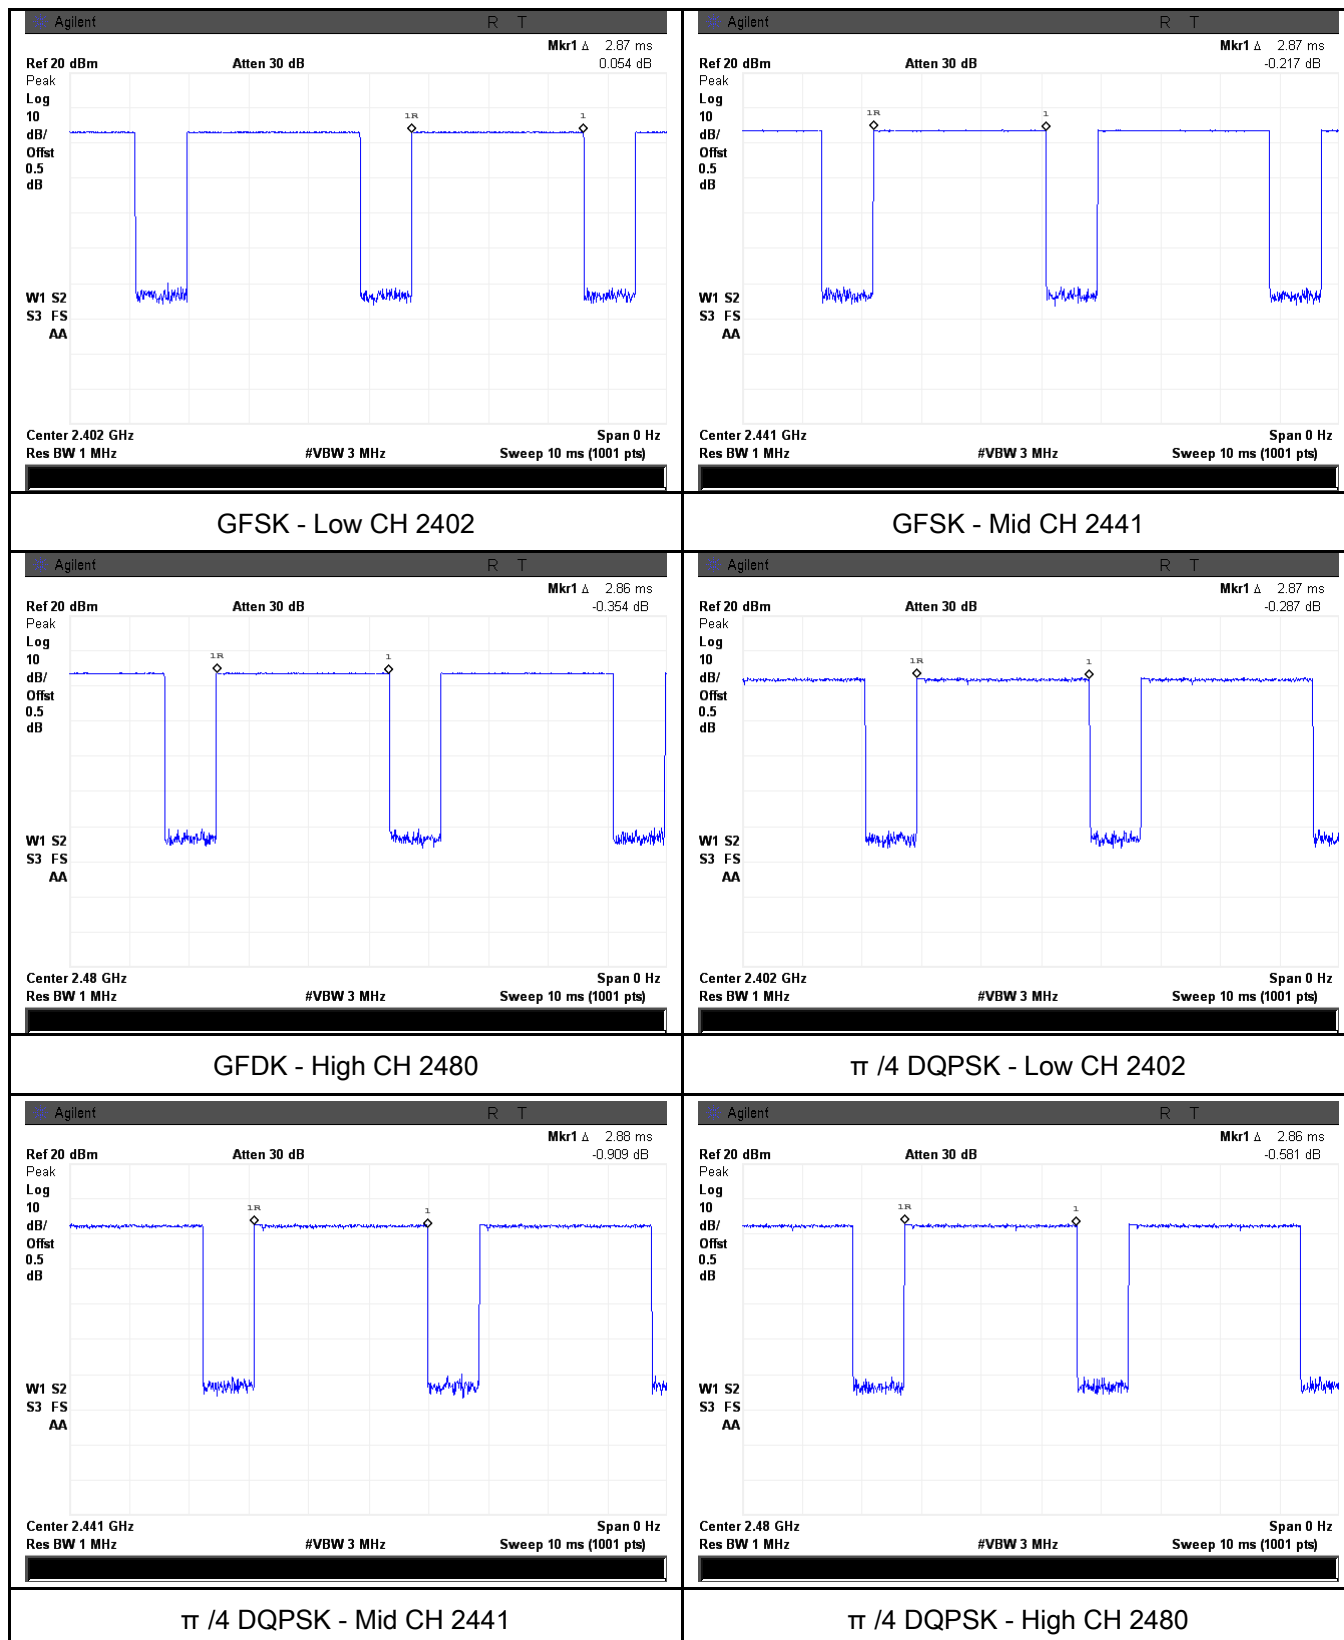 Agilent R T
Mkr1 Δ 2.87 ms
Ref 20 dBm Atten 30 dB 0.054 dB
Peak
Log
10
dB/
Offst
0.5
dB
1R 1
W1 S2
S3 FS
AA
Center 2.402 GHz Span 0 Hz
Res BW 1 MHz #VBW 3 MHz Sweep 10 ms (1001 pts)
GFSK - Low CH 2402
Agilent R T
Mkr1 Δ 2.87 ms
Ref 20 dBm Atten 30 dB -0.217 dB
Peak
Log
10
dB/
Offst
0.5
dB
1R 1
W1 S2
S3 FS
AA
Center 2.441 GHz Span 0 Hz
Res BW 1 MHz #VBW 3 MHz Sweep 10 ms (1001 pts)
GFSK - Mid CH 2441
Agilent R T
Mkr1 Δ 2.86 ms
Ref 20 dBm Atten 30 dB -0.354 dB
Peak
Log
10
dB/
Offst
0.5
dB
1R 1
W1 S2
S3 FS
AA
Center 2.48 GHz Span 0 Hz
Res BW 1 MHz #VBW 3 MHz Sweep 10 ms (1001 pts)
GFDK - High CH 2480
Agilent R T
Mkr1 Δ 2.87 ms
Ref 20 dBm Atten 30 dB -0.287 dB
Peak
Log
10
dB/
Offst
0.5
dB
1R 1
W1 S2
S3 FS
AA
Center 2.402 GHz Span 0 Hz
Res BW 1 MHz #VBW 3 MHz Sweep 10 ms (1001 pts)
π /4 DQPSK - Low CH 2402
Agilent R T
Mkr1 Δ 2.88 ms
Ref 20 dBm Atten 30 dB -0.909 dB
Peak
Log
10
dB/
Offst
0.5
dB
1R 1
W1 S2
S3 FS
AA
Center 2.441 GHz Span 0 Hz
Res BW 1 MHz #VBW 3 MHz Sweep 10 ms (1001 pts)
π /4 DQPSK - Mid CH 2441
Agilent R T
Mkr1 Δ 2.86 ms
Ref 20 dBm Atten 30 dB -0.581 dB
Peak
Log
10
dB/
Offst
0.5
dB
1R 1
W1 S2
S3 FS
AA
Center 2.48 GHz Span 0 Hz
Res BW 1 MHz #VBW 3 MHz Sweep 10 ms (1001 pts)
π /4 DQPSK - High CH 2480